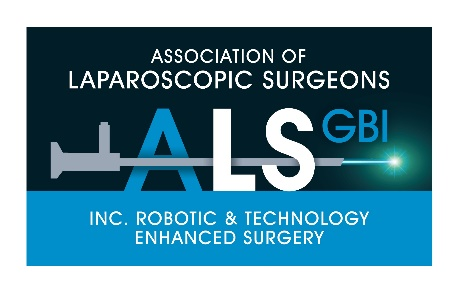 ASSOCIATION OF
LAPAROSCOPIC SURGEONS
ALS GBI
INC. ROBOTIC & TECHNOLOGY
ENHANCED SURGERY